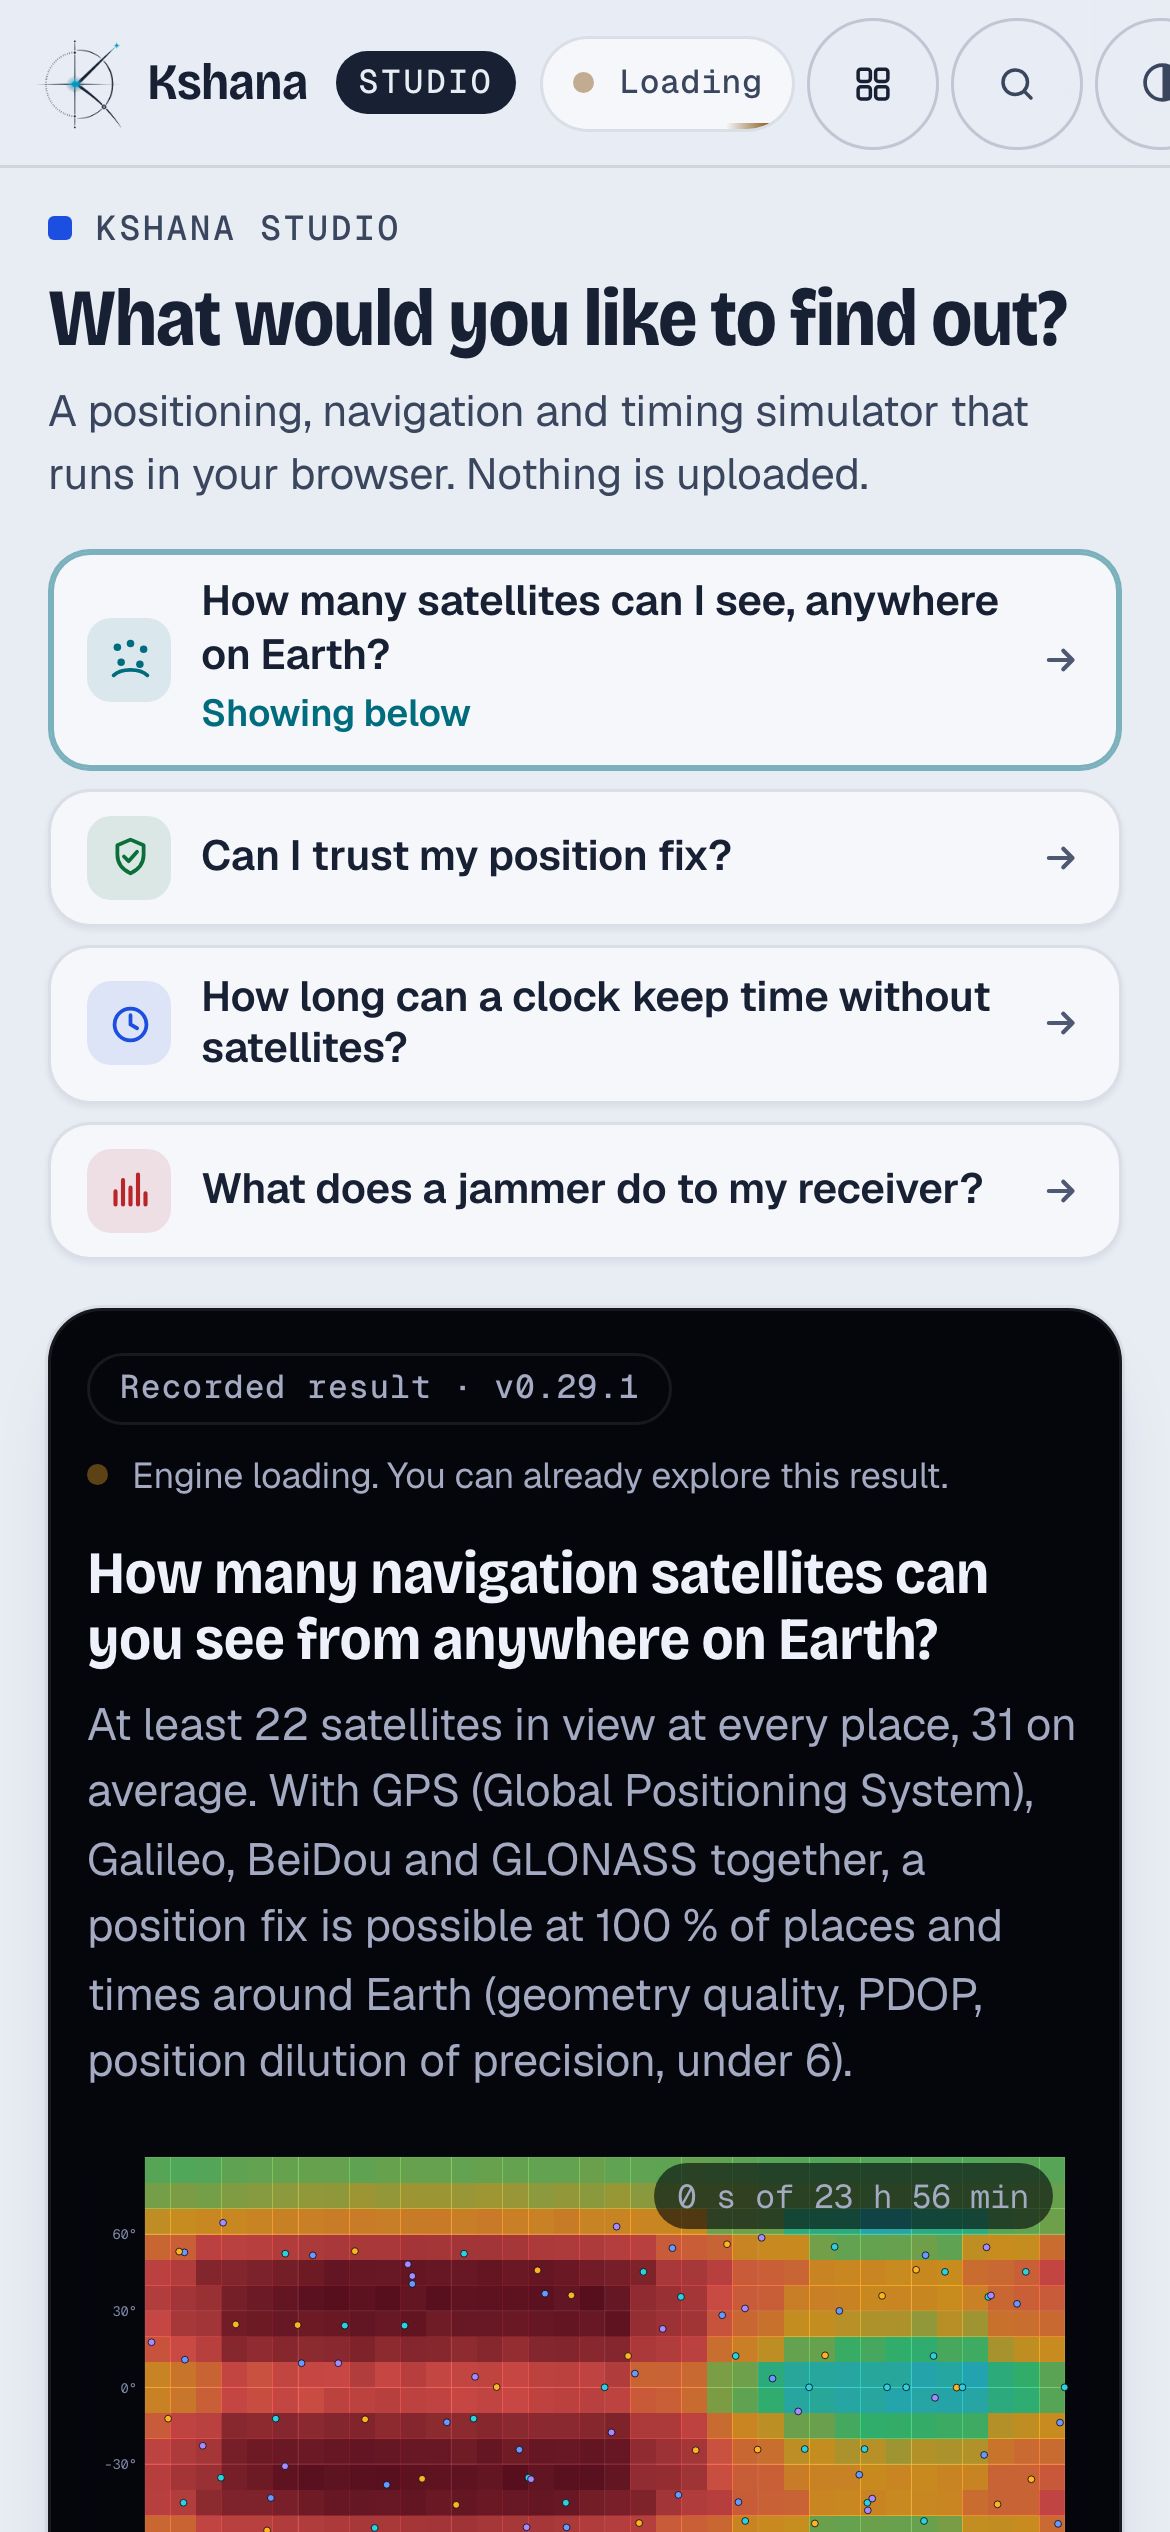 Kshana STUDIO Loading
KSHANA STUDIO
What would you like to find out?
A positioning, navigation and timing simulator that
runs in your browser. Nothing is uploaded.
How many satellites can I see, anywhere
on Earth?
Showing below
Can I trust my position fix?
How long can a clock keep time without
satellites?
What does a jammer do to my receiver?
Recorded result · v0.29.1
Engine loading. You can already explore this result.
How many navigation satellites can
you see from anywhere on Earth?
At least 22 satellites in view at every place, 31 on
average. With GPS (Global Positioning System),
Galileo, BeiDou and GLONASS together, a
position fix is possible at 100 % of places and
times around Earth (geometry quality, PDOP,
position dilution of precision, under 6).
0 s of 23 h 56 min
60°
30°
0°
-30°